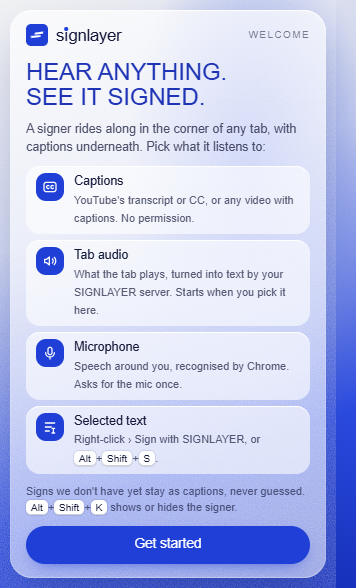 signlayer
WELCOME
HEAR ANYTHING.
SEE IT SIGNED.
A signer rides along in the corner of any tab, with
captions underneath. Pick what it listens to:
CC
Captions
YouTube's transcript or CC, or any video with
captions. No permission.
Tab audio
What the tab plays, turned into text by your
SIGNLAYER server. Starts when you pick it
here.
Microphone
Speech around you, recognised by Chrome.
Asks for the mic once.
Selected text
Right-click › Sign with SIGNLAYER, or
Alt+Shift+S.
Signs we don't have yet stay as captions, never guessed.
Alt+Shift+K shows or hides the signer.
Get started